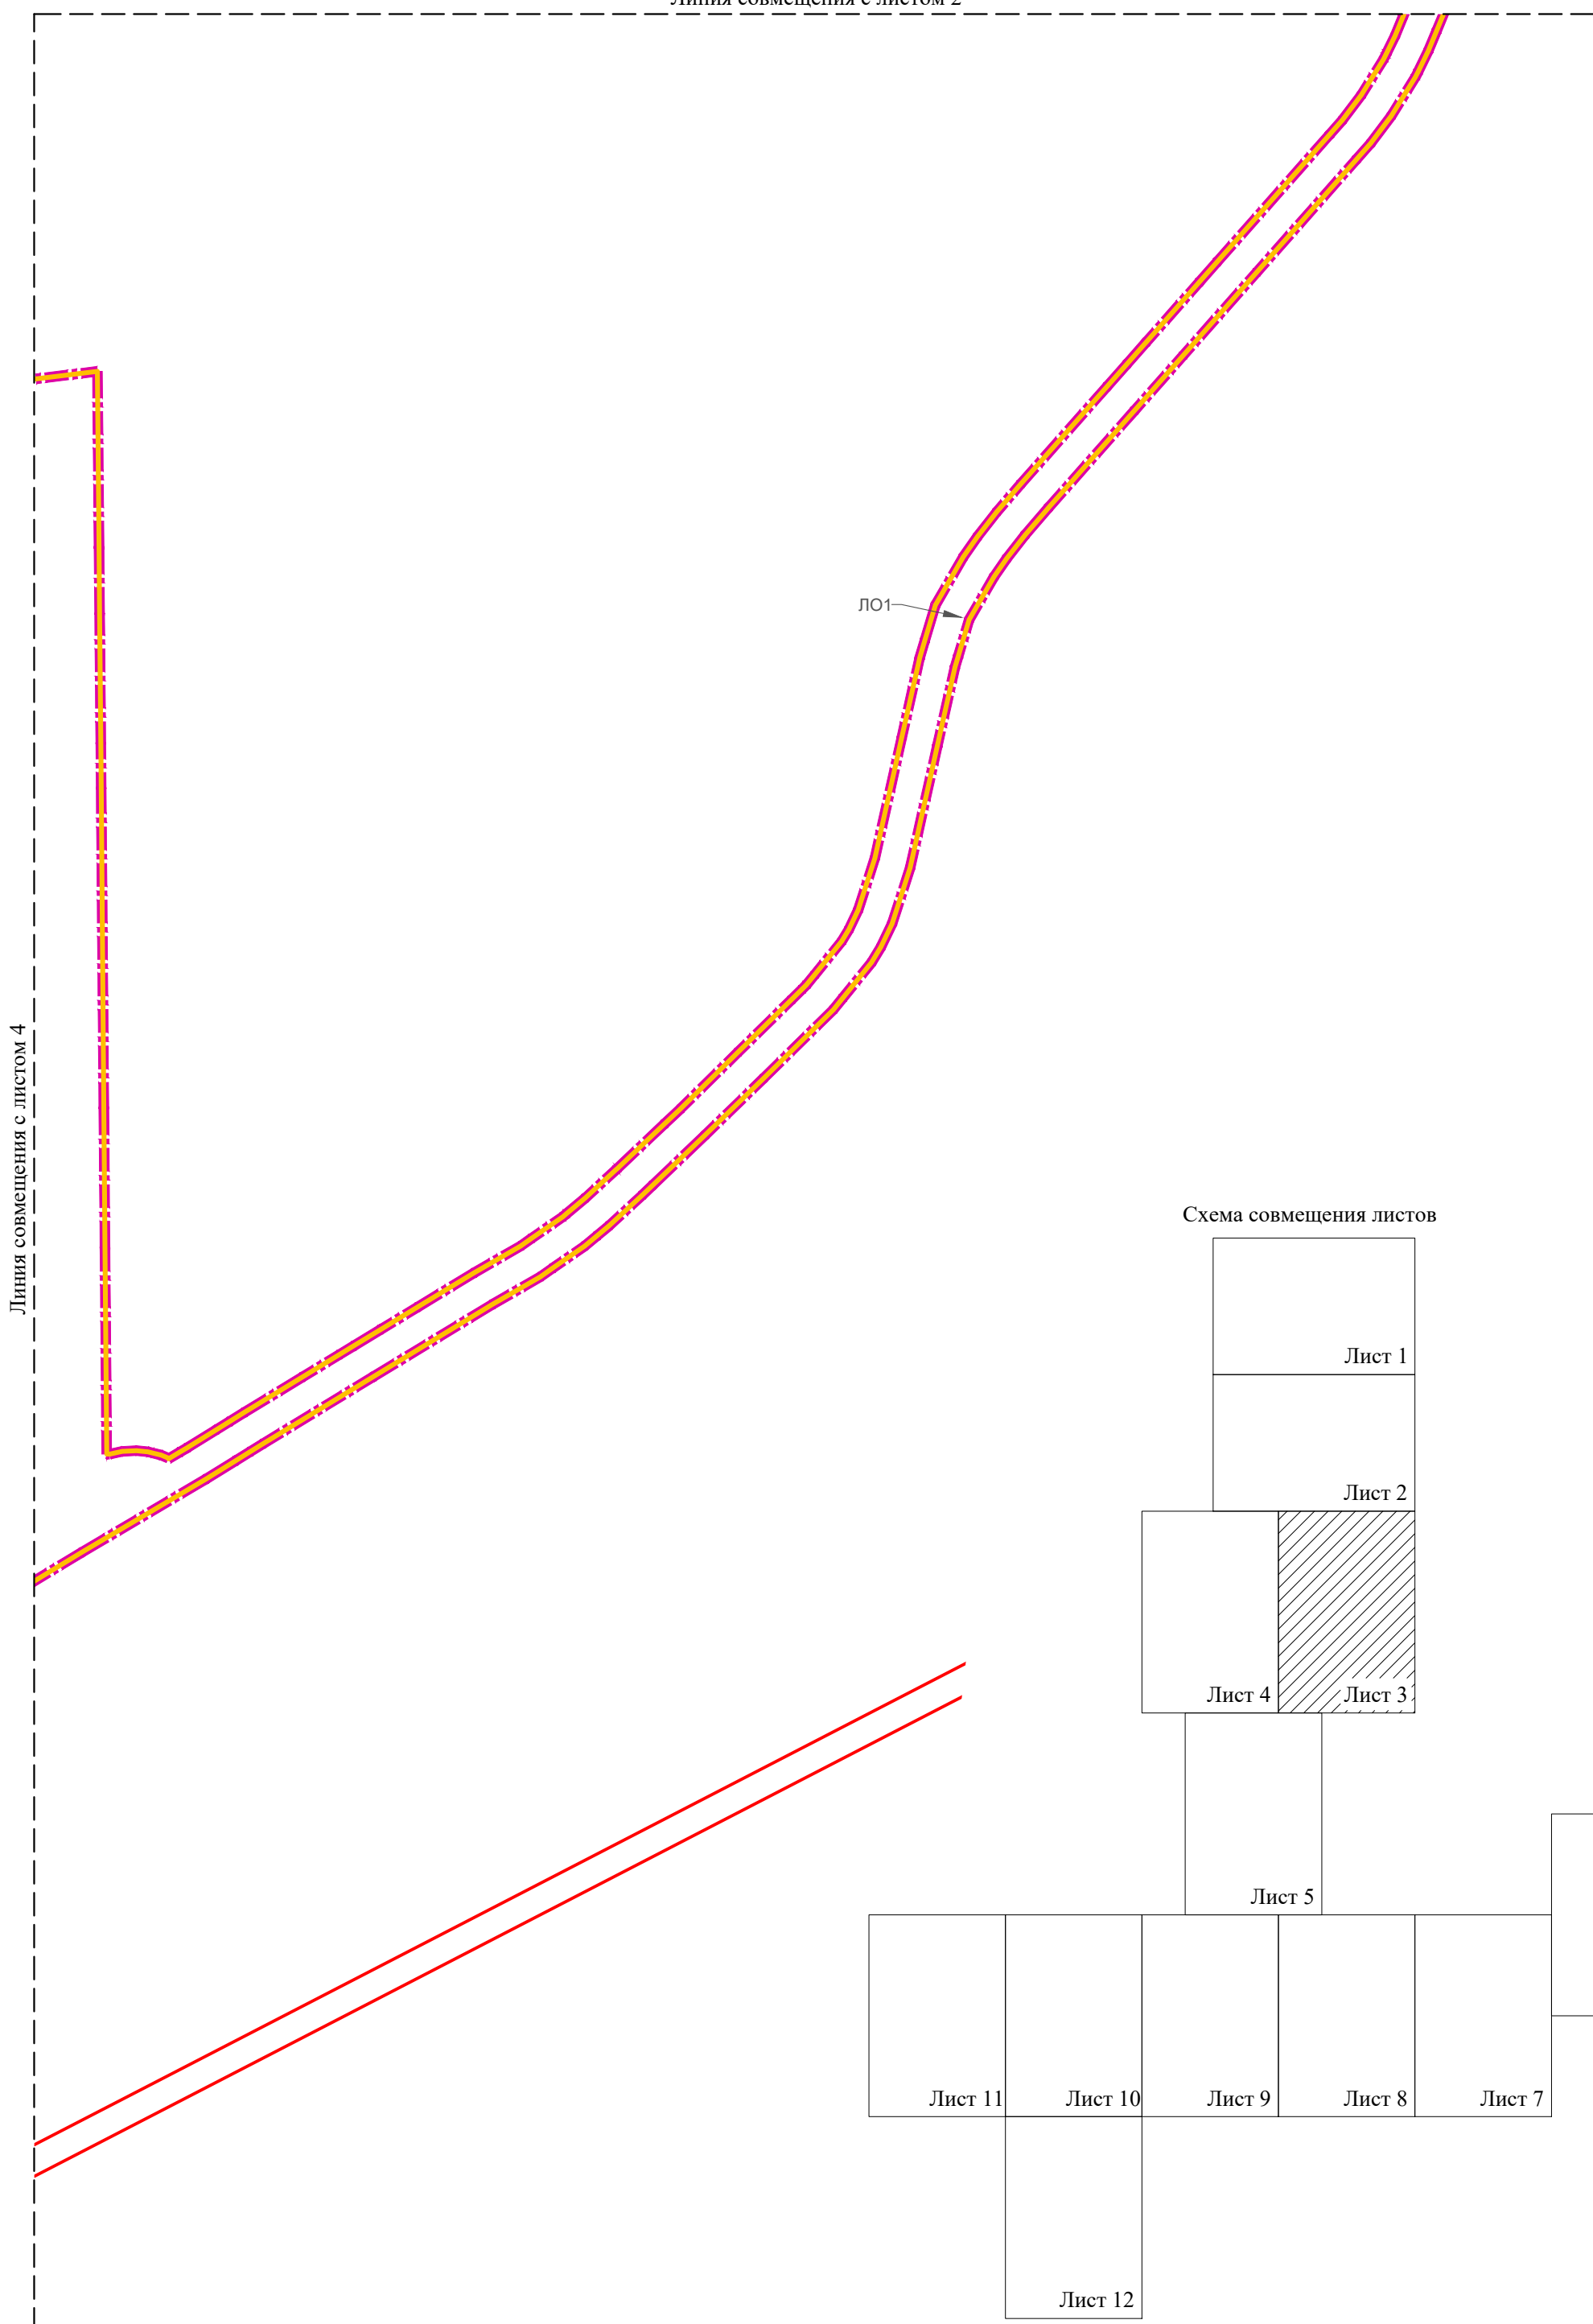 Линия совмещения с листом 2
ЛО1
Линия совмещения с листом 4
Схема совмещения листов
Лист 1
Лист 2
Лист 4
Лист 3
Лист 5
Лист 11
Лист 10
Лист 9
Лист 8
Лист 7
Лист 12